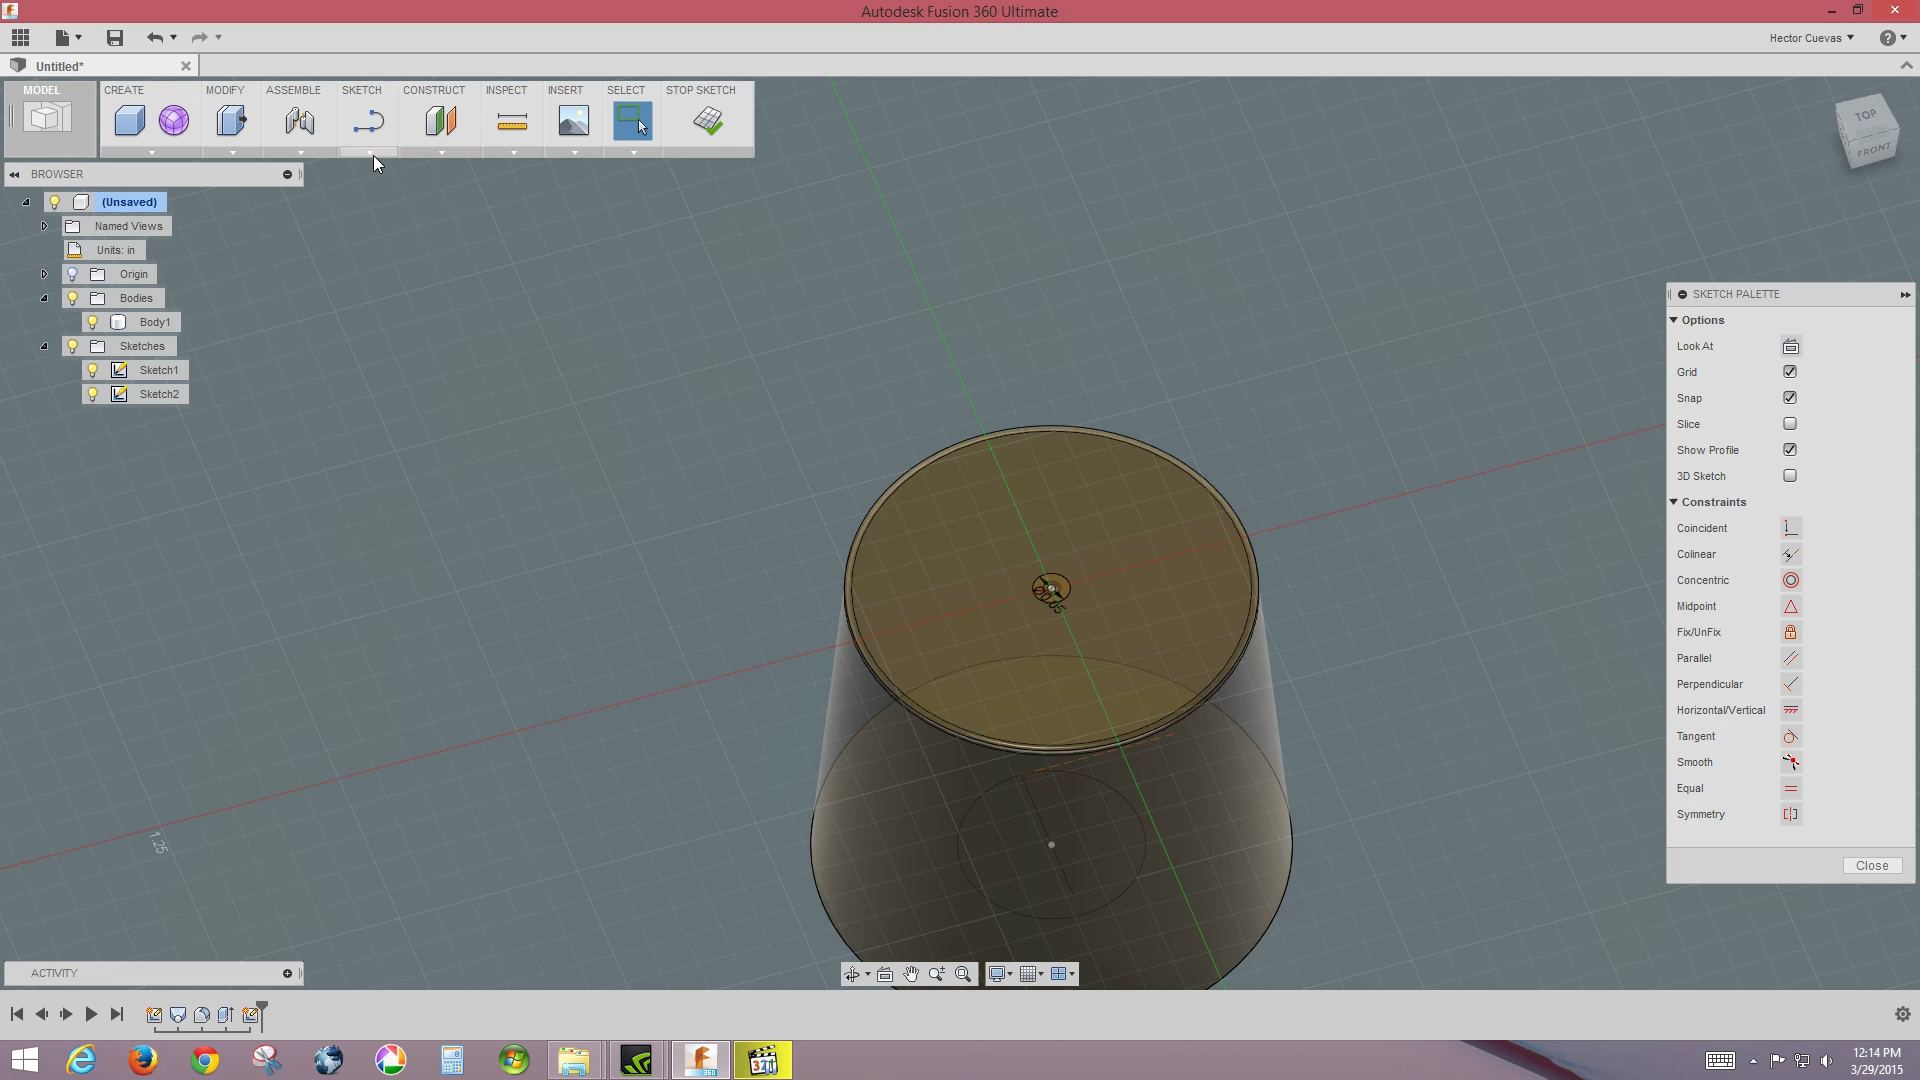 Autodesk Fusion 360 Ultimate
Hector Cuevas
Untitled*
MODEL
CREATE
MODIFY
ASSEMBLE
SKETCH
CONSTRUCT
INSPECT
INSERT
SELECT
STOP SKETCH
TOP
FRONT
BROWSER
(Unsaved)
Named Views
Units: in
Origin
Bodies
Body1
Sketches
Sketch1
Sketch2
SKETCH PALETTE
Options
Look At
Grid
Snap
Slice
Show Profile
3D Sketch
Constraints
Coincident
Colinear
Concentric
Midpoint
Fix/UnFix
Parallel
Perpendicular
Horizontal/Vertical
Tangent
Smooth
Equal
Symmetry
Close
1.25
ACTIVITY
12:14 PM
3/29/2015